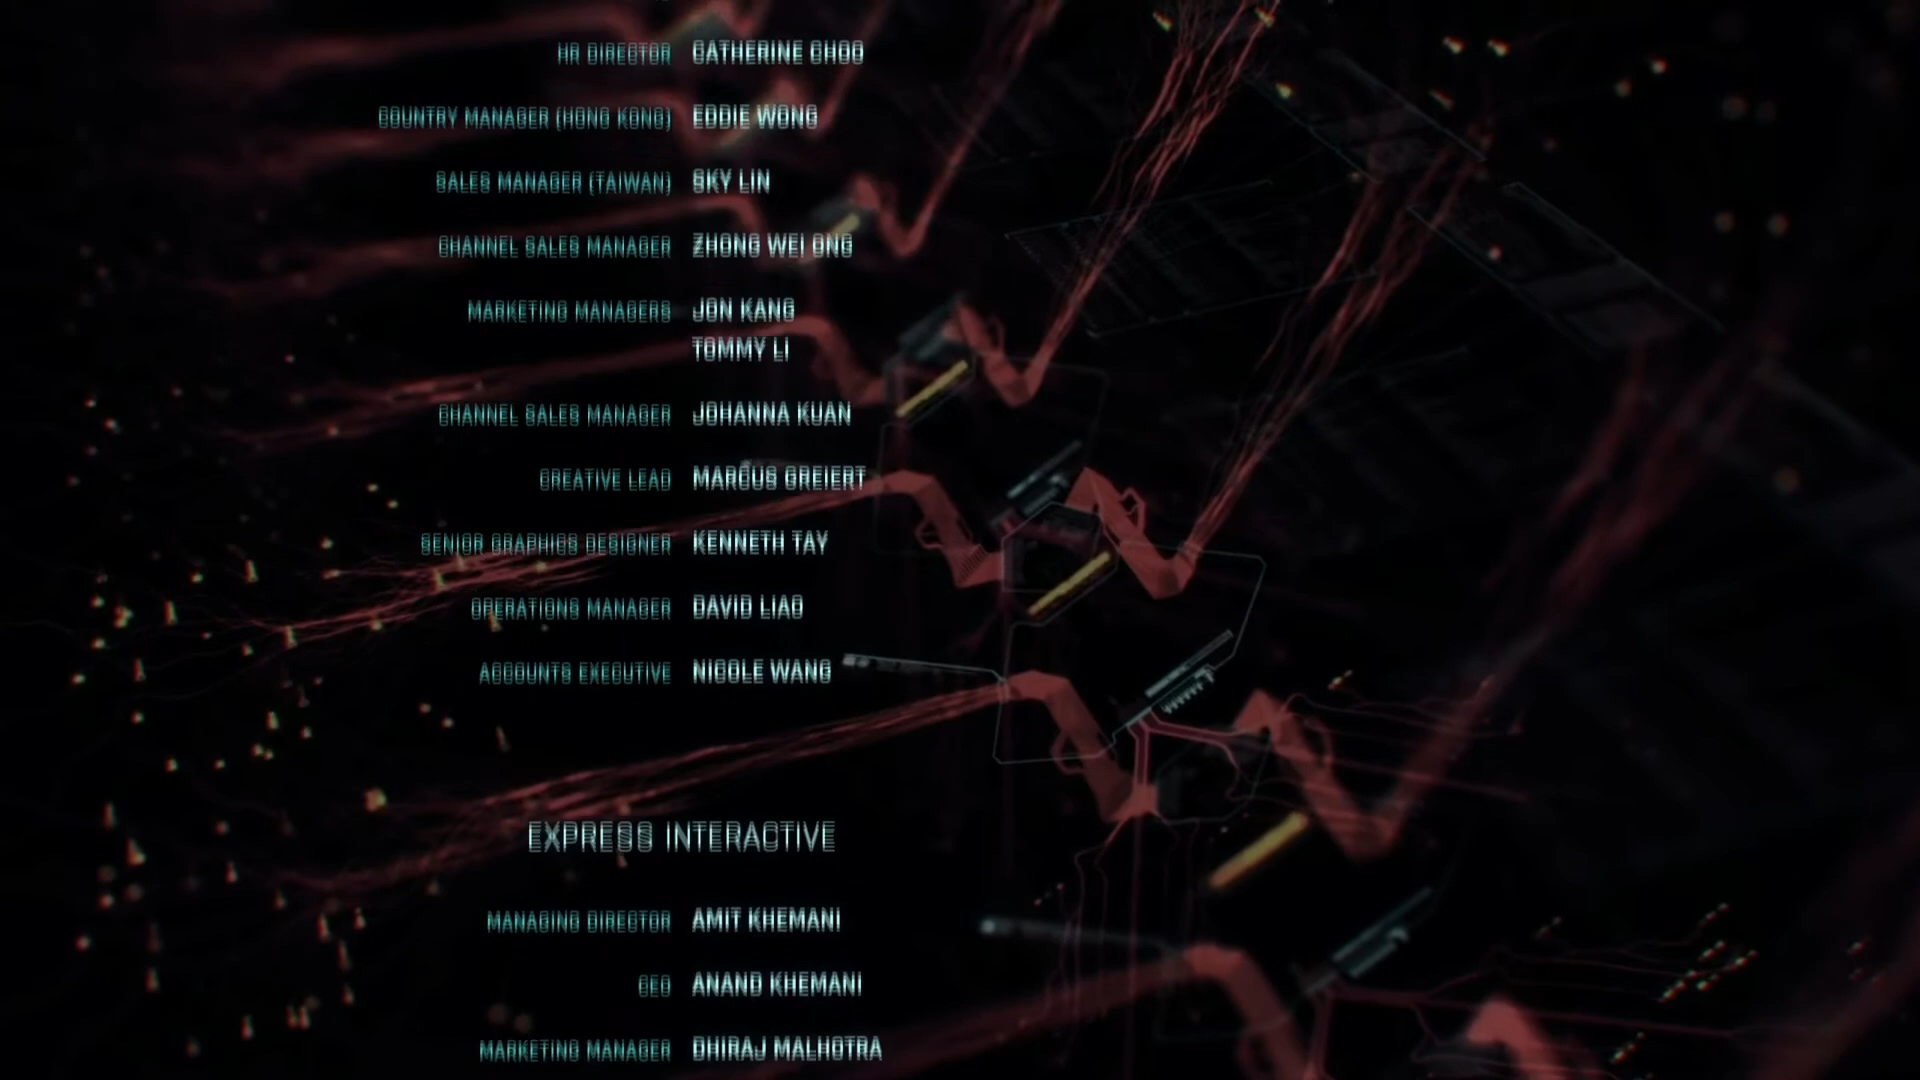 HR DIRECTOR CATHERINE CHOO
COUNTRY MANAGER (HONG KONG) EDDIE WONG
SALES MANAGER (TAIWAN) SKY LIN
CHANNEL SALES MANAGER ZHONG WEI ONG
MARKETING MANAGERS JON KANG
TOMMY LI
CHANNEL SALES MANAGER JOHANNA KUAN
CREATIVE LEAD MARCUS GREIERT
SENIOR GRAPHICS DESIGNER KENNETH TAY
OPERATIONS MANAGER DAVID LIAO
ACCOUNTS EXECUTIVE NICOLE WANG
EXPRESS INTERACTIVE
MANAGING DIRECTOR AMIT KHEMANI
CEO ANAND KHEMANI
MARKETING MANAGER DHIRAJ MALHOTRA